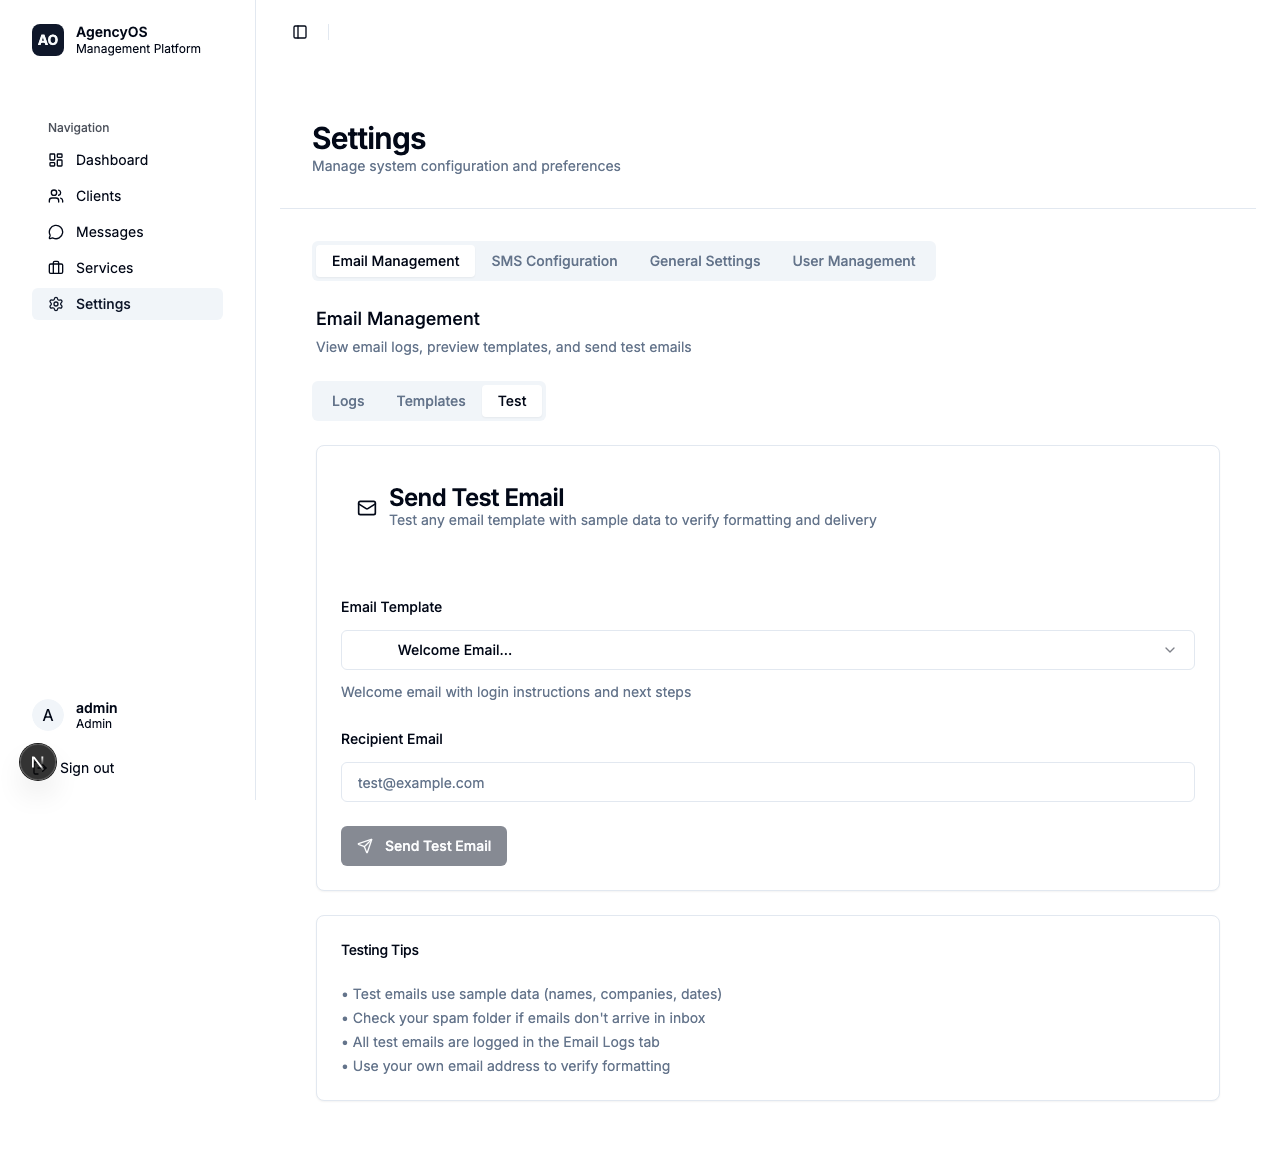 AO
AgencyOS
Management Platform
Navigation
Dashboard
Clients
Messages
Services
Settings
admin
A
Admin
N
Sign out
Settings
Manage system configuration and preferences
Email Management
SMS Configuration
General Settings
User Management
Email Management
View email logs, preview templates, and send test emails
Logs
Templates
Test
Send Test Email
Test any email template with sample data to verify formatting and delivery
Email Template
Welcome Email...
Welcome email with login instructions and next steps
Recipient Email
test@example.com
Send Test Email
Testing Tips
• Test emails use sample data (names, companies, dates)
• Check your spam folder if emails don't arrive in inbox
• All test emails are logged in the Email Logs tab
• Use your own email address to verify formatting